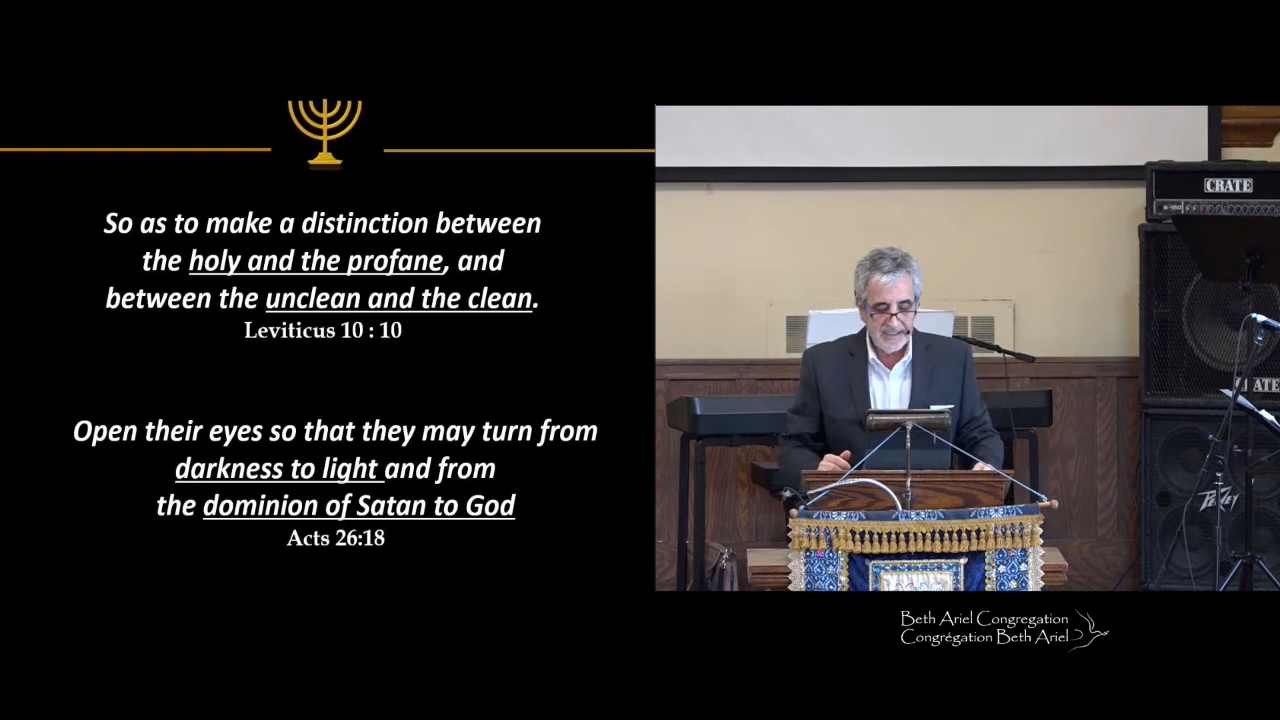 So as to make a distinction between
the holy and the profane, and
between the unclean and the clean.
Leviticus 10 : 10
Open their eyes so that they may turn from
darkness to light and from
the dominion of Satan to God
Acts 26:18
CRATE
CRATE
PEAVEY
Beth Ariel Congregation
Congrégation Beth Ariel